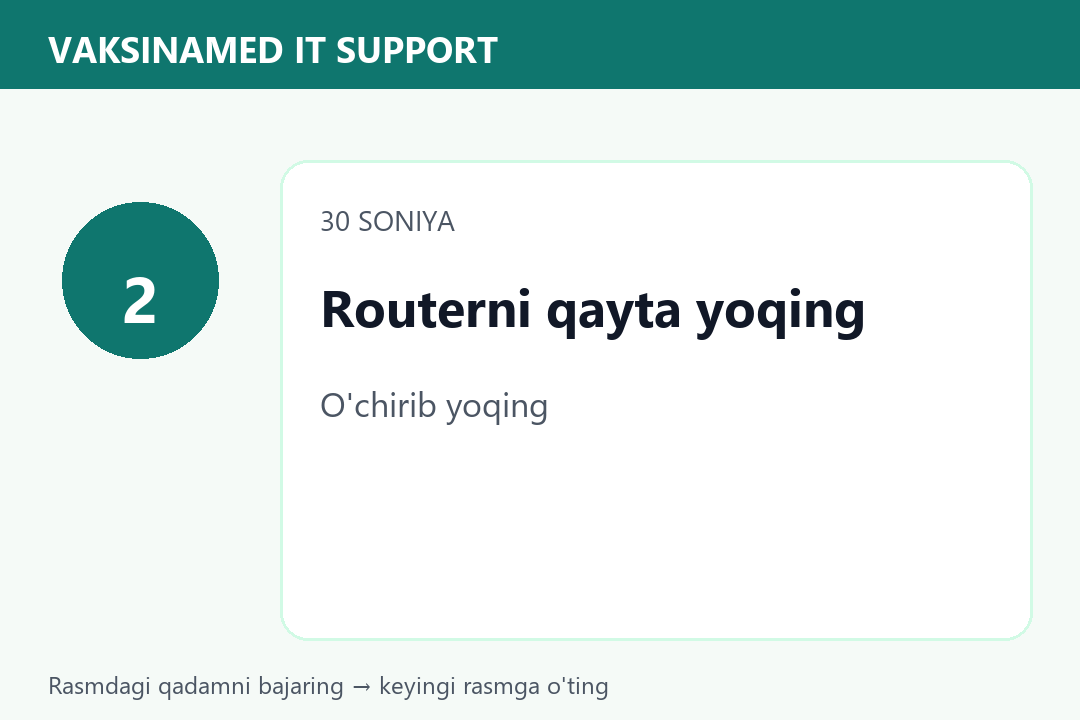 VAKSINAMED IT SUPPORT
2
30 SONIYA
Routerni qayta yoqing
O'chirib yoqing
Rasmdagi qadamni bajaring → keyingi rasmga o'ting